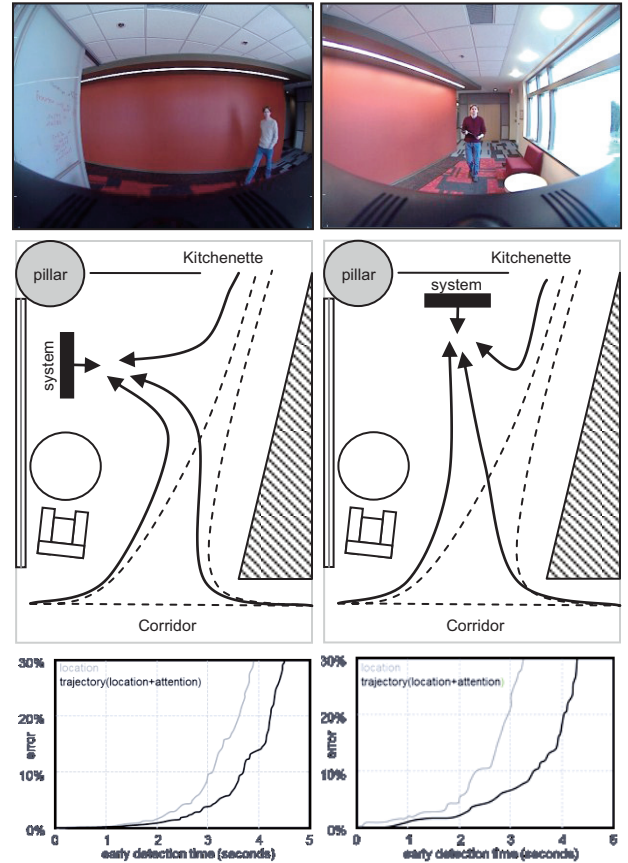 Kitchenette
pillar
system
Corridor
Kitchenette
pillar
system
Corridor
30%
20%
10%
0%
error
location
trajectory(location+attention)
0 1 2 3 4 5
early detection time (seconds)
30%
20%
10%
0%
error
location
trajectory(location+attention)
0 1 2 3 4 5
early detection time (seconds)